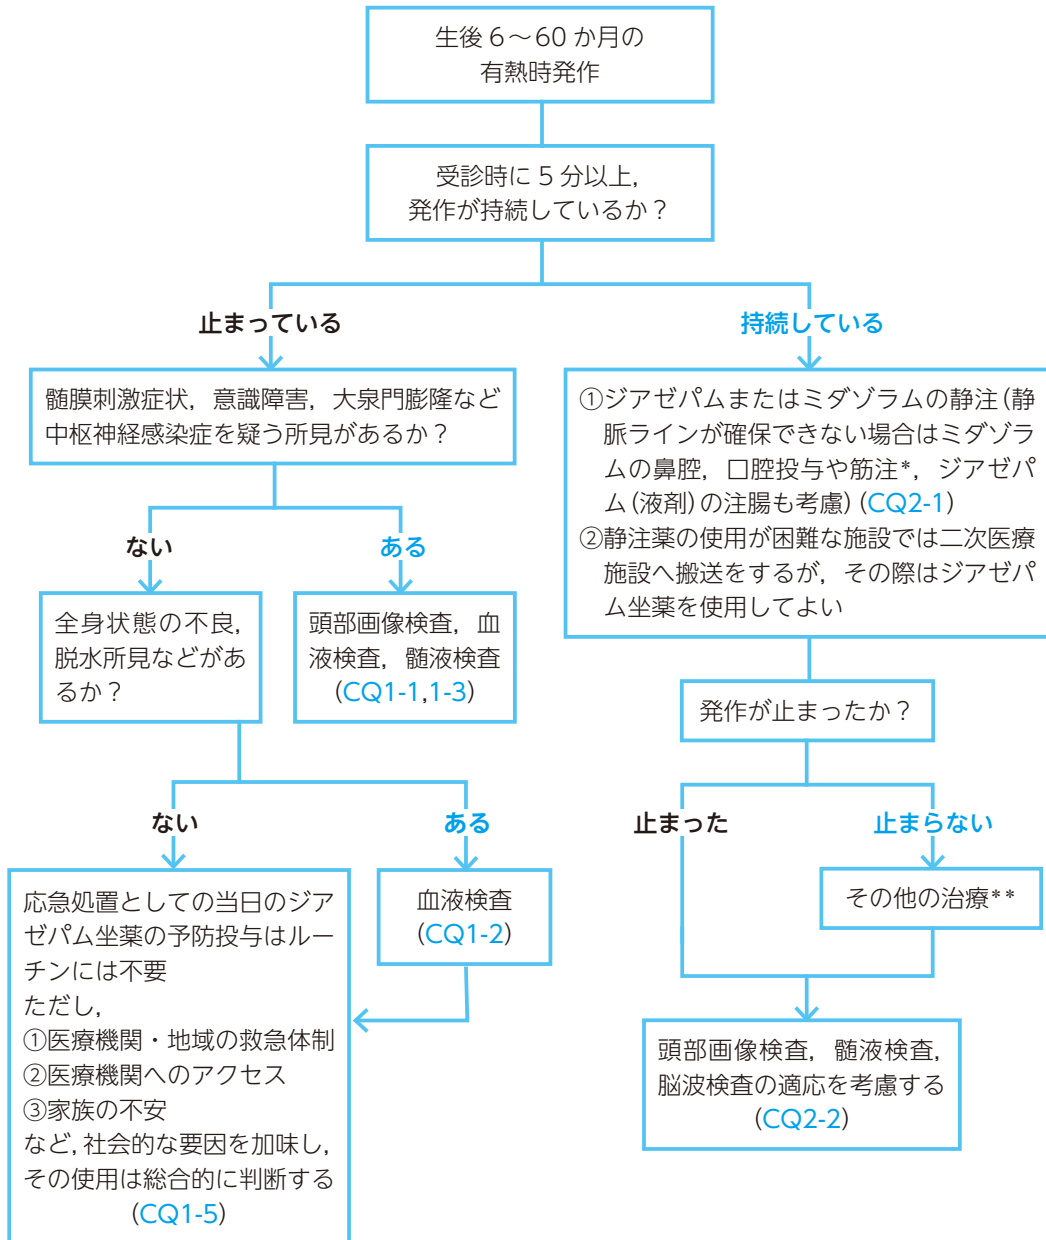 生後6〜60か月の
有熱時発作
受診時に5分以上,
発作が持続しているか？
止まっている
持続している
髄膜刺激症状，意識障害，大泉門膨隆など
中枢神経感染症を疑う所見があるか？
①ジアゼパムまたはミダゾラムの静注(静
脈ラインが確保できない場合はミダゾラ
ムの鼻腔，口腔投与や筋注*，ジアゼパ
ム(液剤)の注腸も考慮)(CQ2-1)
②静注薬の使用が困難な施設では二次医療
施設へ搬送をするが，その際はジアゼパ
ム坐薬を使用してよい
ない
ある
全身状態の不良,
脱水所見などがあ
るか？
頭部画像検査，血
液検査，髄液検査
(CQ1-1,1-3)
発作が止まったか？
ない
ある
止まった
止まらない
応急処置としての当日のジア
ゼパム坐薬の予防投与はルー
チンには不要
ただし,
①医療機関・地域の救急体制
②医療機関へのアクセス
③家族の不安
など,社会的な要因を加味し,
その使用は総合的に判断する
(CQ1-5)
血液検査
(CQ1-2)
その他の治療**
頭部画像検査，髄液検査,
脳波検査の適応を考慮する
(CQ2-2)